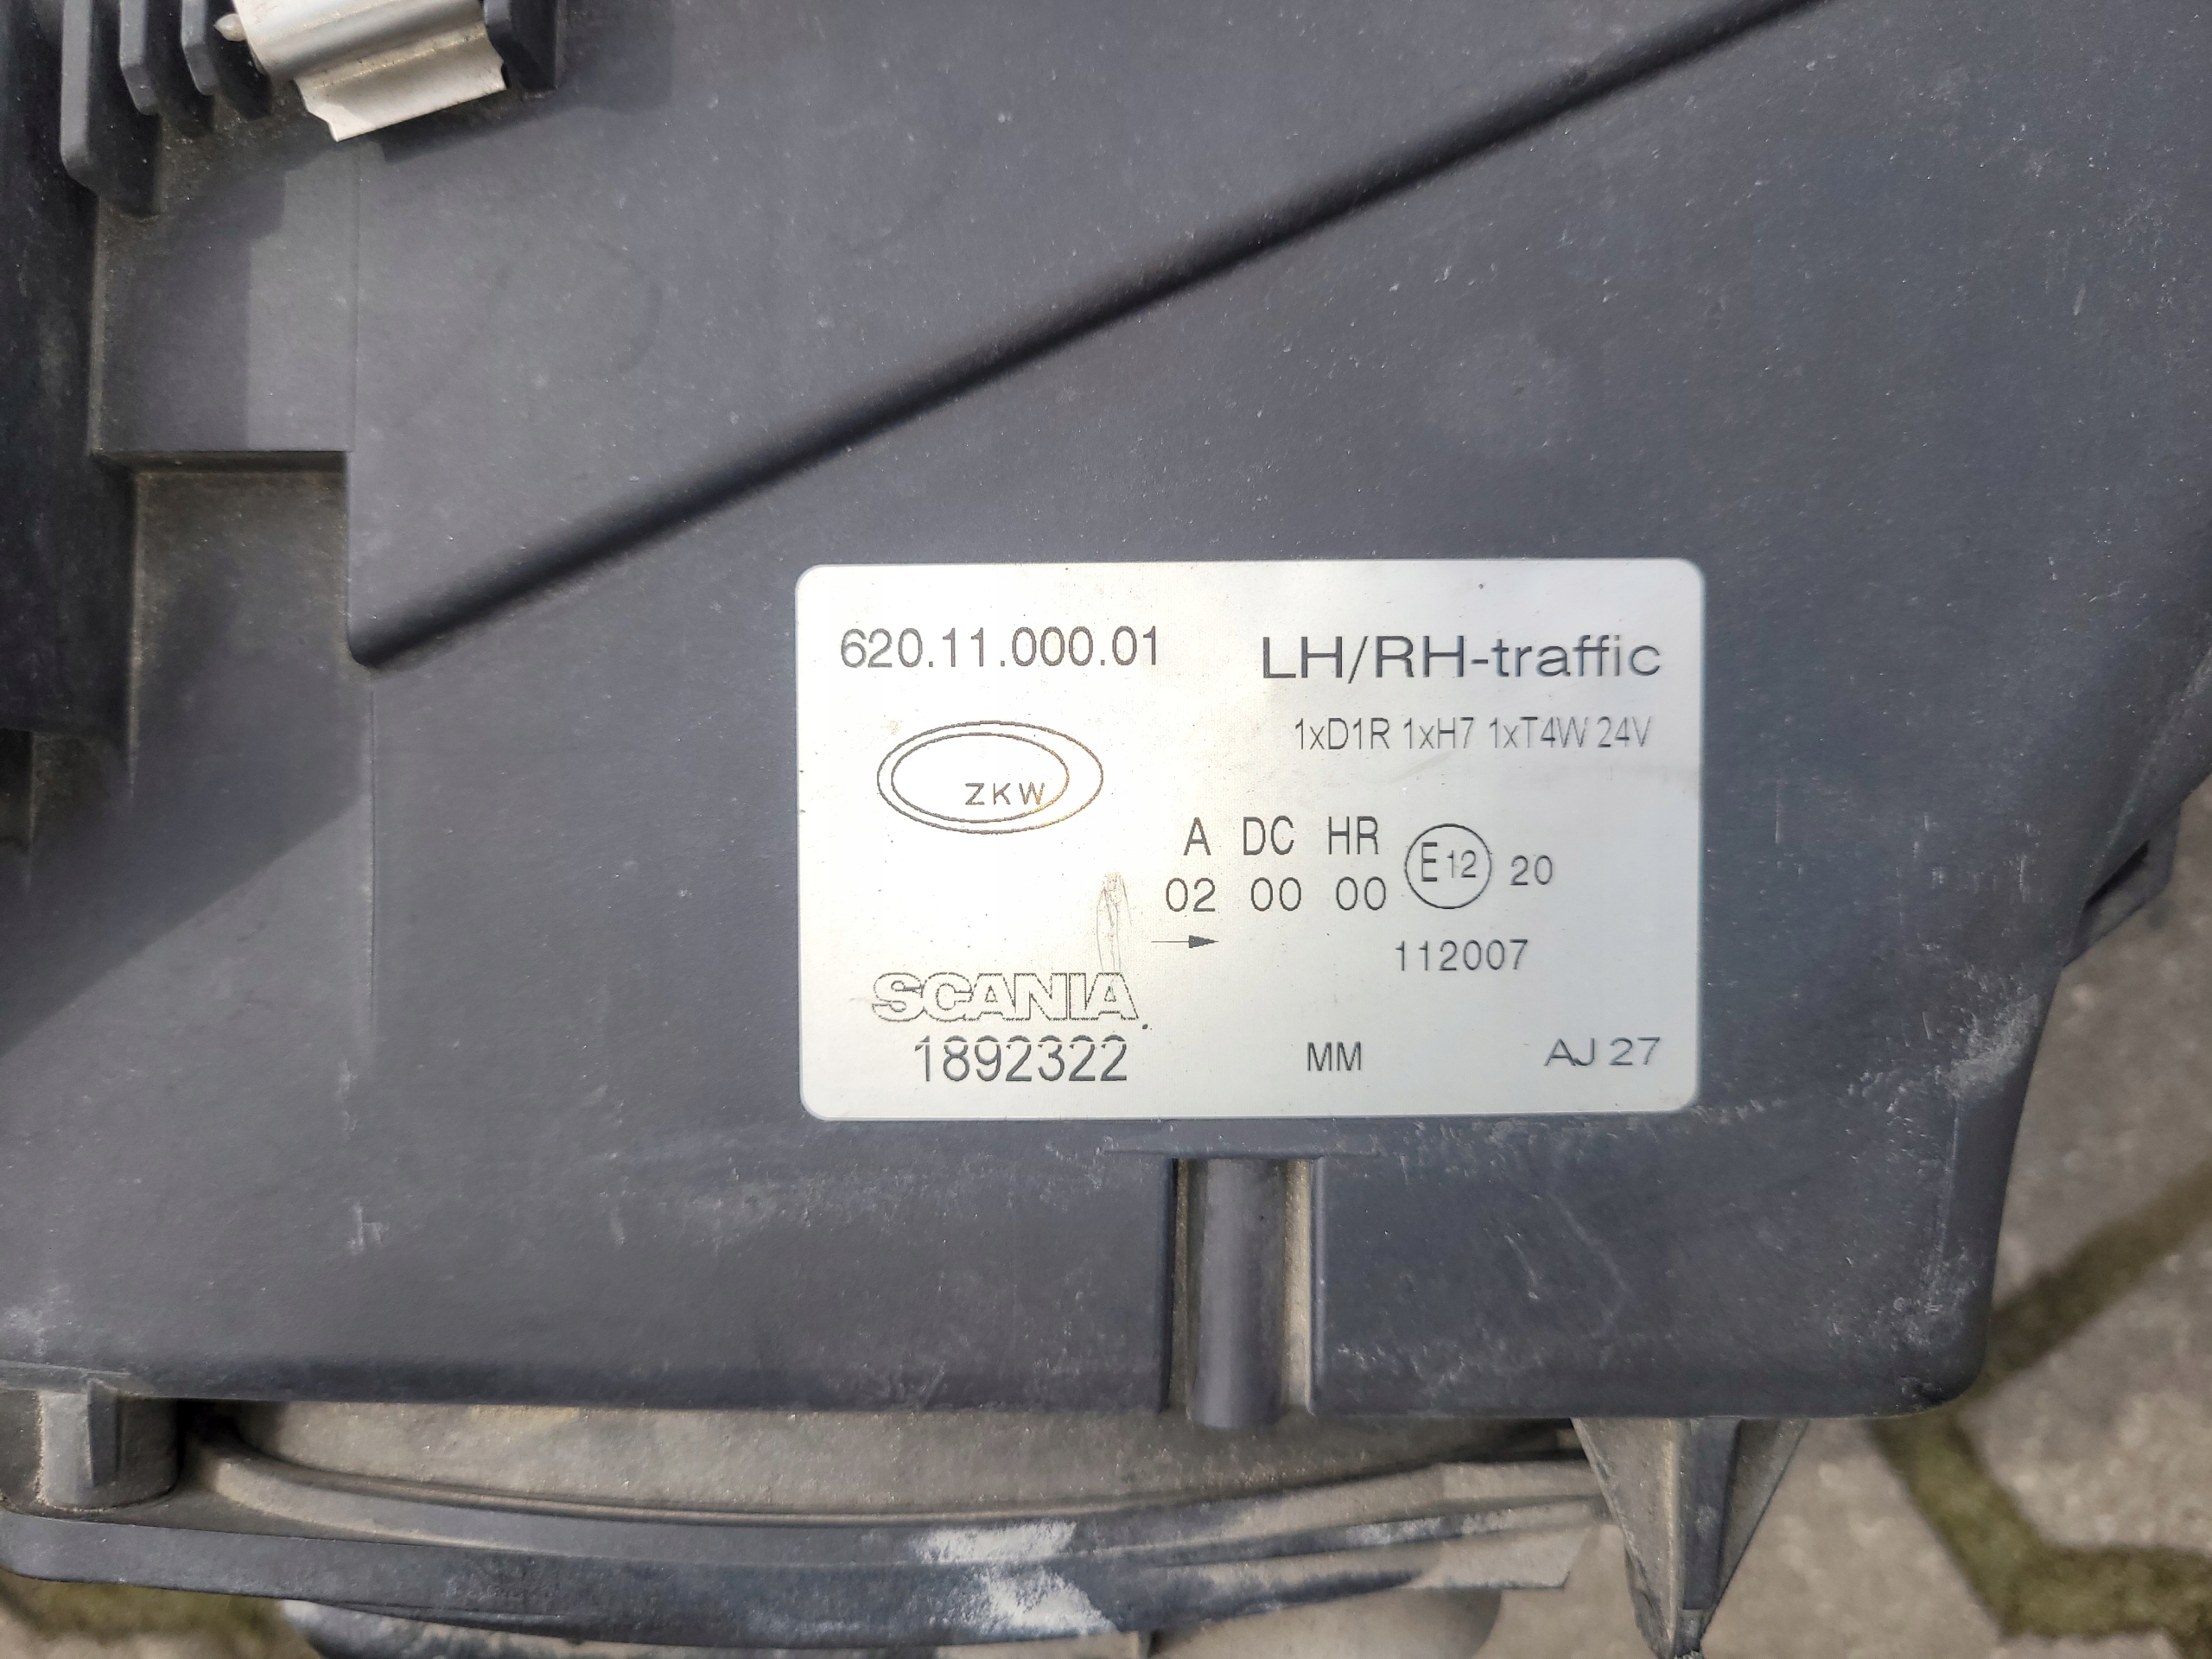 620.11.000.01
LH/RH-traffic
1xD1R 1xH7 1xT4W 24V
ZKW
A DC HR
02 00 00
E12
20
112007
SCANIA
1892322
MM
AJ 27